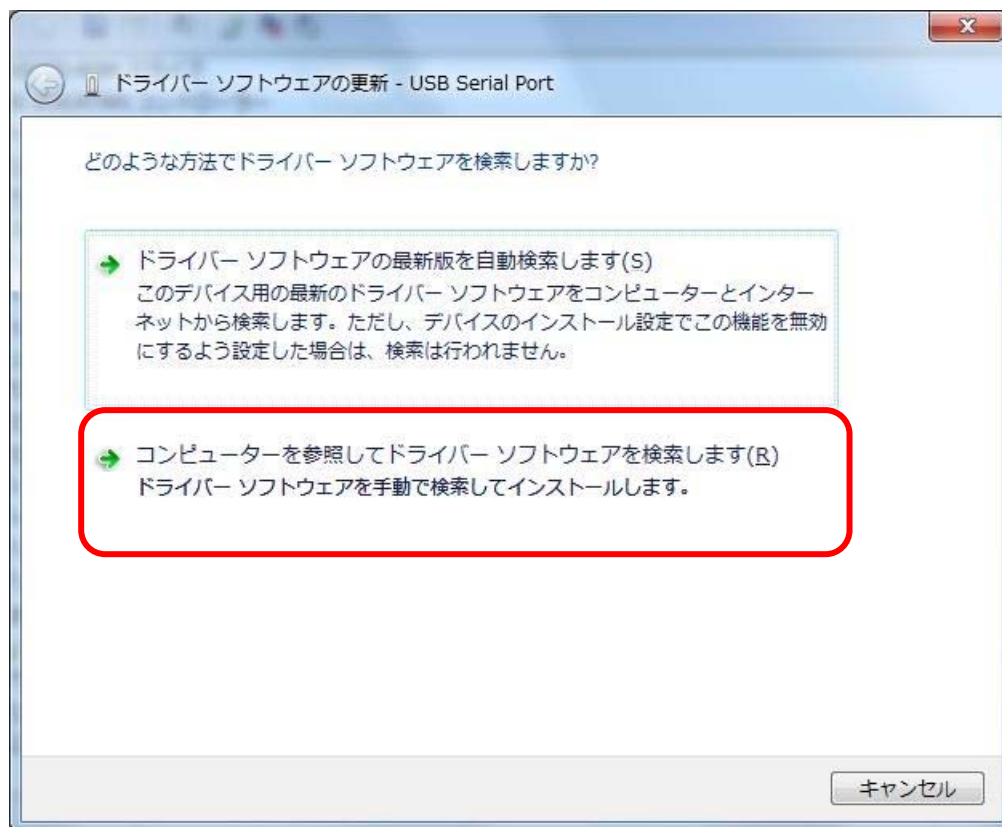 ドライバー ソフトウェアの更新 - USB Serial Port
どのような方法でドライバー ソフトウェアを検索しますか?
ドライバー ソフトウェアの最新版を自動検索します(S)
このデバイス用の最新のドライバー ソフトウェアをコンピューターとインター
ネットから検索します。ただし、デバイスのインストール設定でこの機能を無効
にするよう設定した場合は、検索は行われません。
コンピューターを参照してドライバー ソフトウェアを検索します(R)
ドライバー ソフトウェアを手動で検索してインストールします。
キャンセル